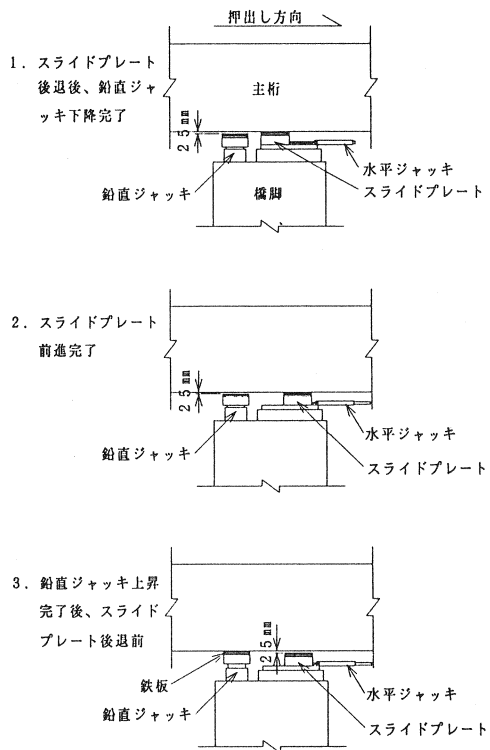 押出し方向
1．スライドプレート
後退後、鉛直ジャ
ッキ下降完了
主桁
25mm
水平ジャッキ
スライドプレート
鉛直ジャッキ
橋脚
2．スライドプレート
前進完了
25mm
水平ジャッキ
鉛直ジャッキ
スライドプレート
3．鉛直ジャッキ上昇
完了後、スライド
プレート後退前
25mm
鉄板
水平ジャッキ
鉛直ジャッキ
スライドプレート